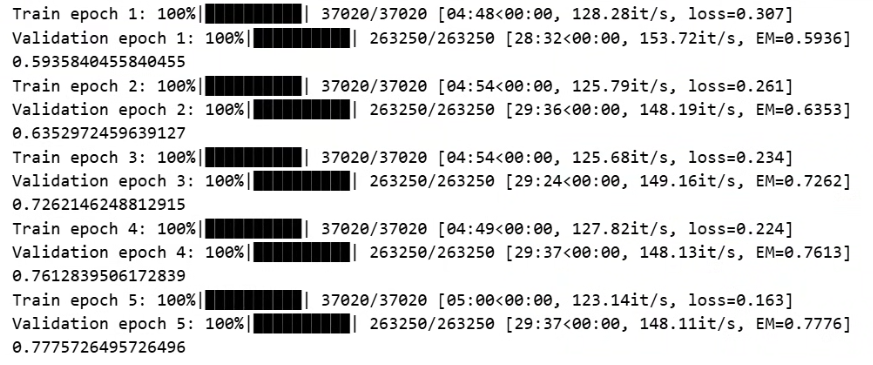 Train epoch 1: 100%|██████████| 37020/37020 [04:48<00:00, 128.28it/s, loss=0.307]
Validation epoch 1: 100%|██████████| 263250/263250 [28:32<00:00, 153.72it/s, EM=0.5936]
0.5935840455840455
Train epoch 2: 100%|██████████| 37020/37020 [04:54<00:00, 125.79it/s, loss=0.261]
Validation epoch 2: 100%|██████████| 263250/263250 [29:36<00:00, 148.19it/s, EM=0.6353]
0.6352972459639127
Train epoch 3: 100%|██████████| 37020/37020 [04:54<00:00, 125.68it/s, loss=0.234]
Validation epoch 3: 100%|██████████| 263250/263250 [29:24<00:00, 149.16it/s, EM=0.7262]
0.7262146248812915
Train epoch 4: 100%|██████████| 37020/37020 [04:49<00:00, 127.82it/s, loss=0.224]
Validation epoch 4: 100%|██████████| 263250/263250 [29:37<00:00, 148.13it/s, EM=0.7613]
0.7612839506172839
Train epoch 5: 100%|██████████| 37020/37020 [05:00<00:00, 123.14it/s, loss=0.163]
Validation epoch 5: 100%|██████████| 263250/263250 [29:37<00:00, 148.11it/s, EM=0.7776]
0.7775726495726496